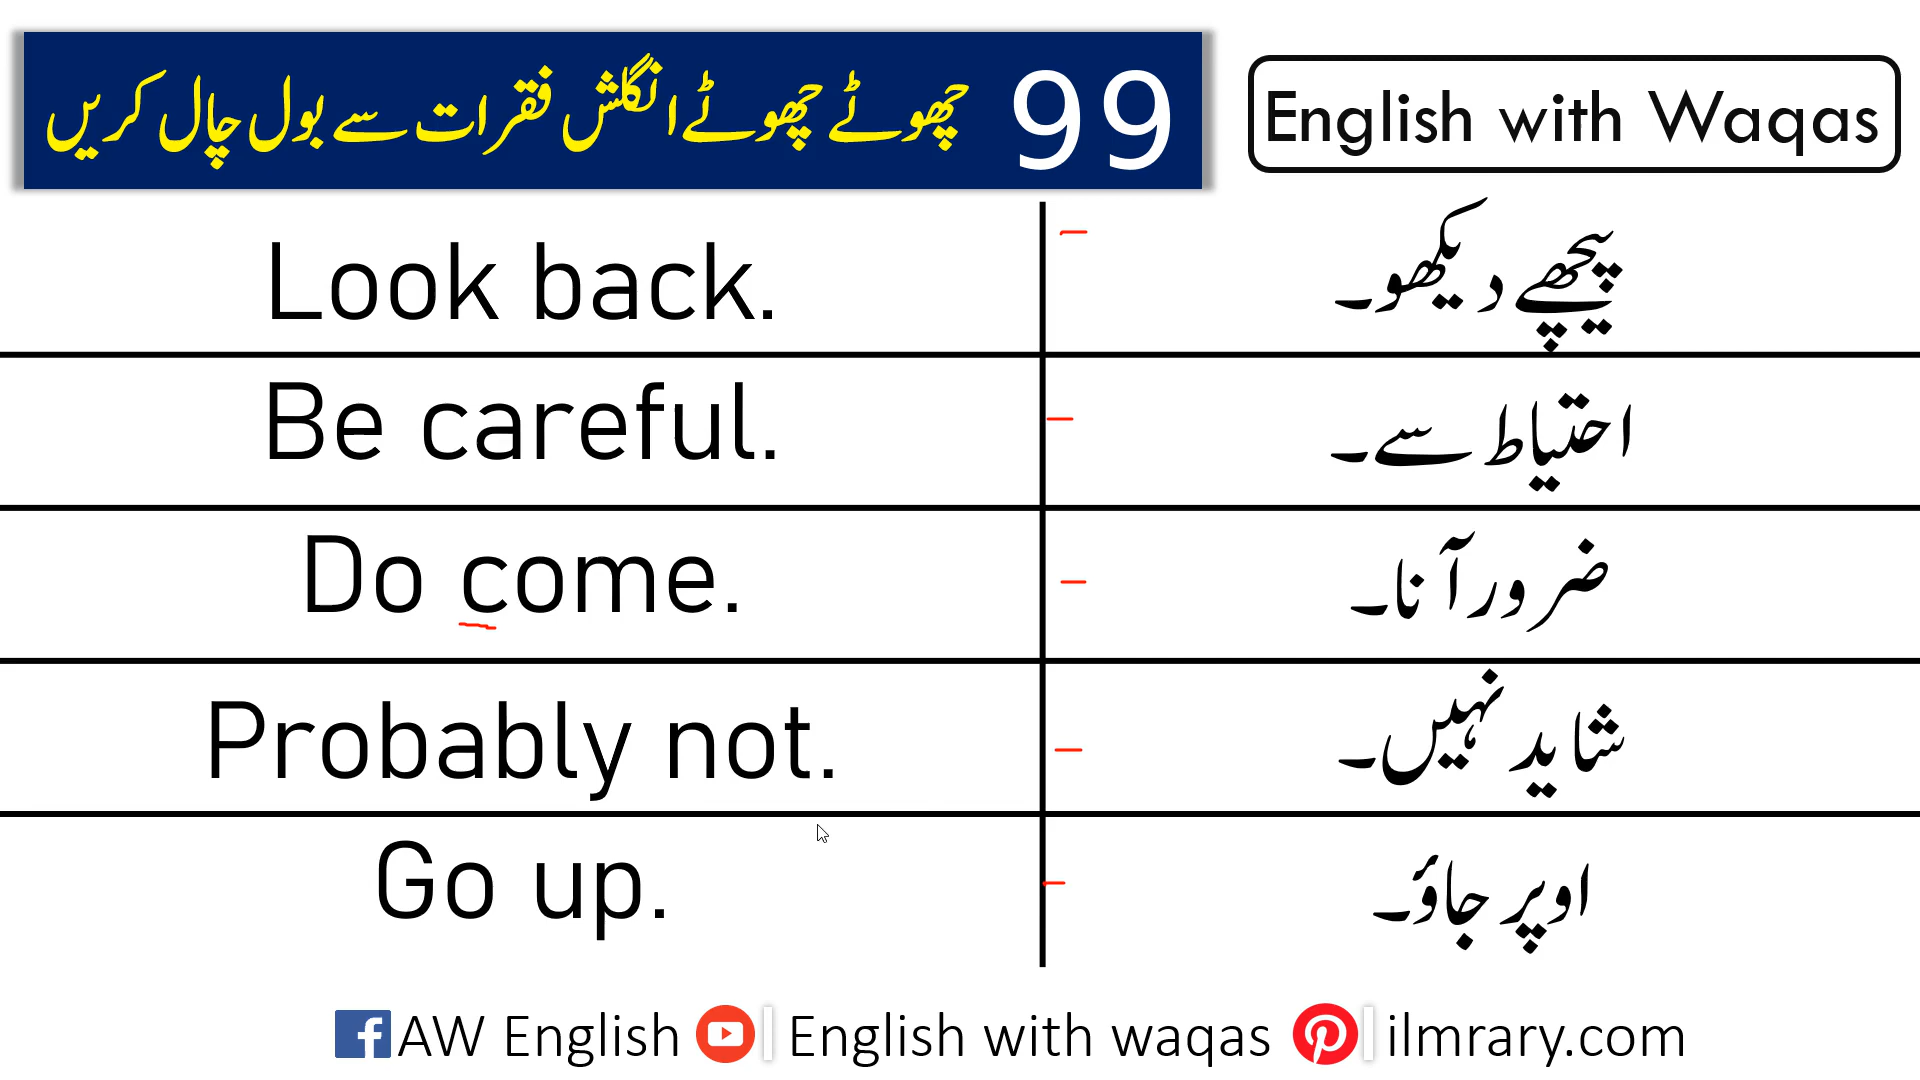 99 چھوٹے چھوٹے انگلش فقرات سے بول چال کریں
English with Waqas
Look back.
پیچھے دیکھو۔
Be careful.
احتیاط سے۔
Do come.
ضرور آنا۔
Probably not.
شاید نہیں۔
Go up.
اوپر جاؤ۔
AW English | English with waqas | ilmrary.com